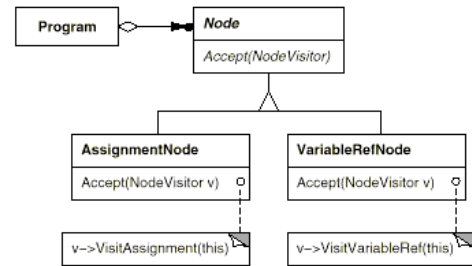 Program
Node
Accept(NodeVisitor)
AssignmentNode
VariableRefNode
Accept(NodeVisitor v)
Accept(NodeVisitor v)
v->VisitAssignment(this)
v->VisitVariableRef(this)